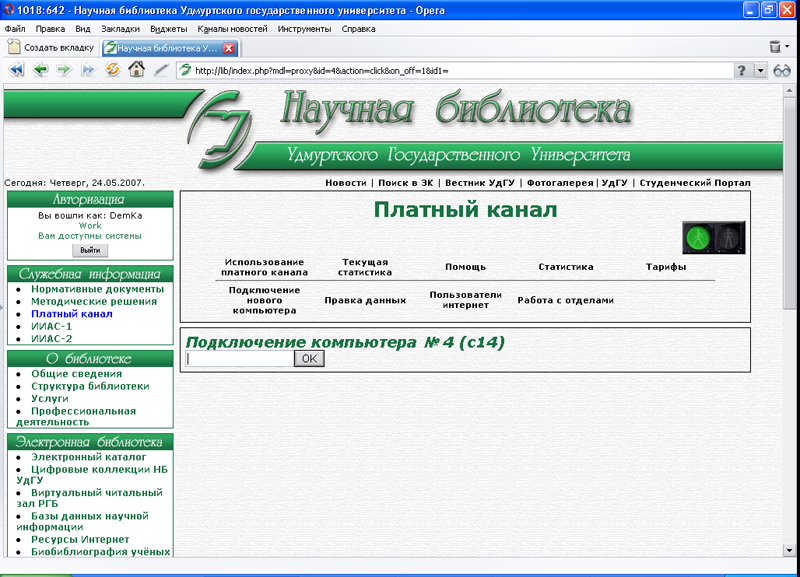 1018:642 - Научная библиотека Удмуртского государственного университета - Opera
Файл Правка Вид Закладки Виджеты Каналы новостей Инструменты Справка
Создать вкладку Научная библиотека У...
http://lib/index.php?mdl=proxy&id=4&action=click&on_off=1&id1=
Научная библиотека
Удмуртского Государственного Университета
Сегодня: Четверг, 24.05.2007.
Новости | Поиск в ЭК | Вестник УдГУ | Фотогалерея | УдГУ | Студенческий Портал
Авторизация
Вы вошли как: DemKa
Work
Вам доступны системы
Выйти
Служебная информация
Нормативные документы
Методические решения
Платный канал
ИИАС-1
ИИАС-2
О библиотеке
Общие сведения
Структура библиотеки
Услуги
Профессиональная
деятельность
Электронная библиотека
Электронный каталог
Цифровые коллекции НБ
УдГУ
Виртуальный читальный
зал РГБ
Базы данных научной
информации
Ресурсы Интернет
Биобиблиография учёных
Платный канал
Использование
платного канала
Текущая
статистика
Помощь
Статистика
Тарифы
Подключение
нового
компьютера
Правка данных
Пользователи
интернет
Работа с отделами
Подключение компьютера №4 (c14)
OK